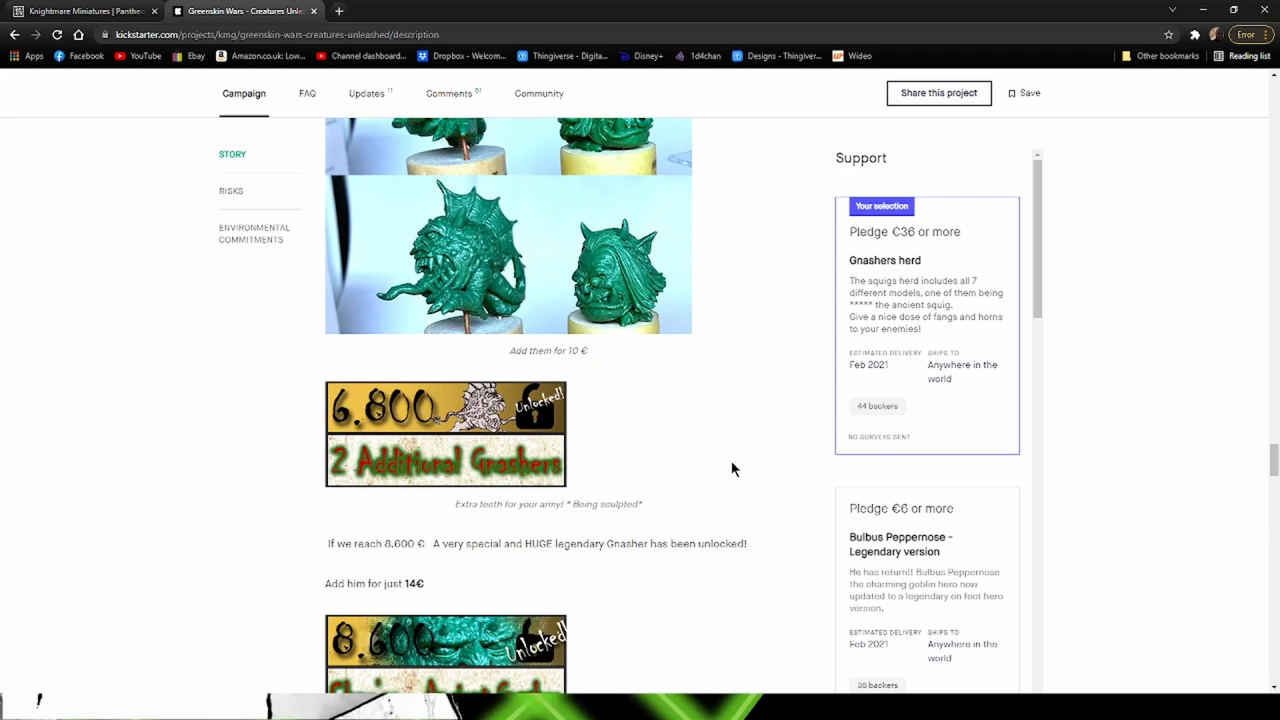 Knightmare Miniatures | Panthe
Greenskin Wars - Creatures Unle
kickstarter.com/projects/kmg/greenskin-wars-creatures-unleashed/description
Error
Apps
Facebook
YouTube
Ebay
Amazon.co.uk: Low...
Channel dashboard...
Dropbox - Welcom...
Thingiverse - Digita...
Disney+
1d4chan
Designs - Thingiver...
Wideo
Other bookmarks
Reading list
Campaign
FAQ
Updates 11
Comments 61
Community
Share this project
Save
STORY
RISKS
ENVIRONMENTAL
COMMITMENTS
Add them for 10 €
6.800
Unlocked!
2 Additional Gnashers
Extra teeth for your army! * Being sculpted*
If we reach 8.600 € A very special and HUGE legendary Gnasher has been unlocked!
Add him for just 14€
8.600
Unlocked!
Support
Your selection
Pledge €36 or more
Gnashers herd
The squigs herd includes all 7
different models, one of them being
***** the ancient squig.
Give a nice dose of fangs and horns
to your enemies!
ESTIMATED DELIVERY
Feb 2021
SHIPS TO
Anywhere in the
world
44 backers
NO SURVEYS SENT
Pledge €6 or more
Bulbus Peppernose -
Legendary version
He has return!! Bulbus Peppernose
the charming goblin hero now
updated to a legendary on foot hero
version.
ESTIMATED DELIVERY
Feb 2021
SHIPS TO
Anywhere in the
world
38 backers